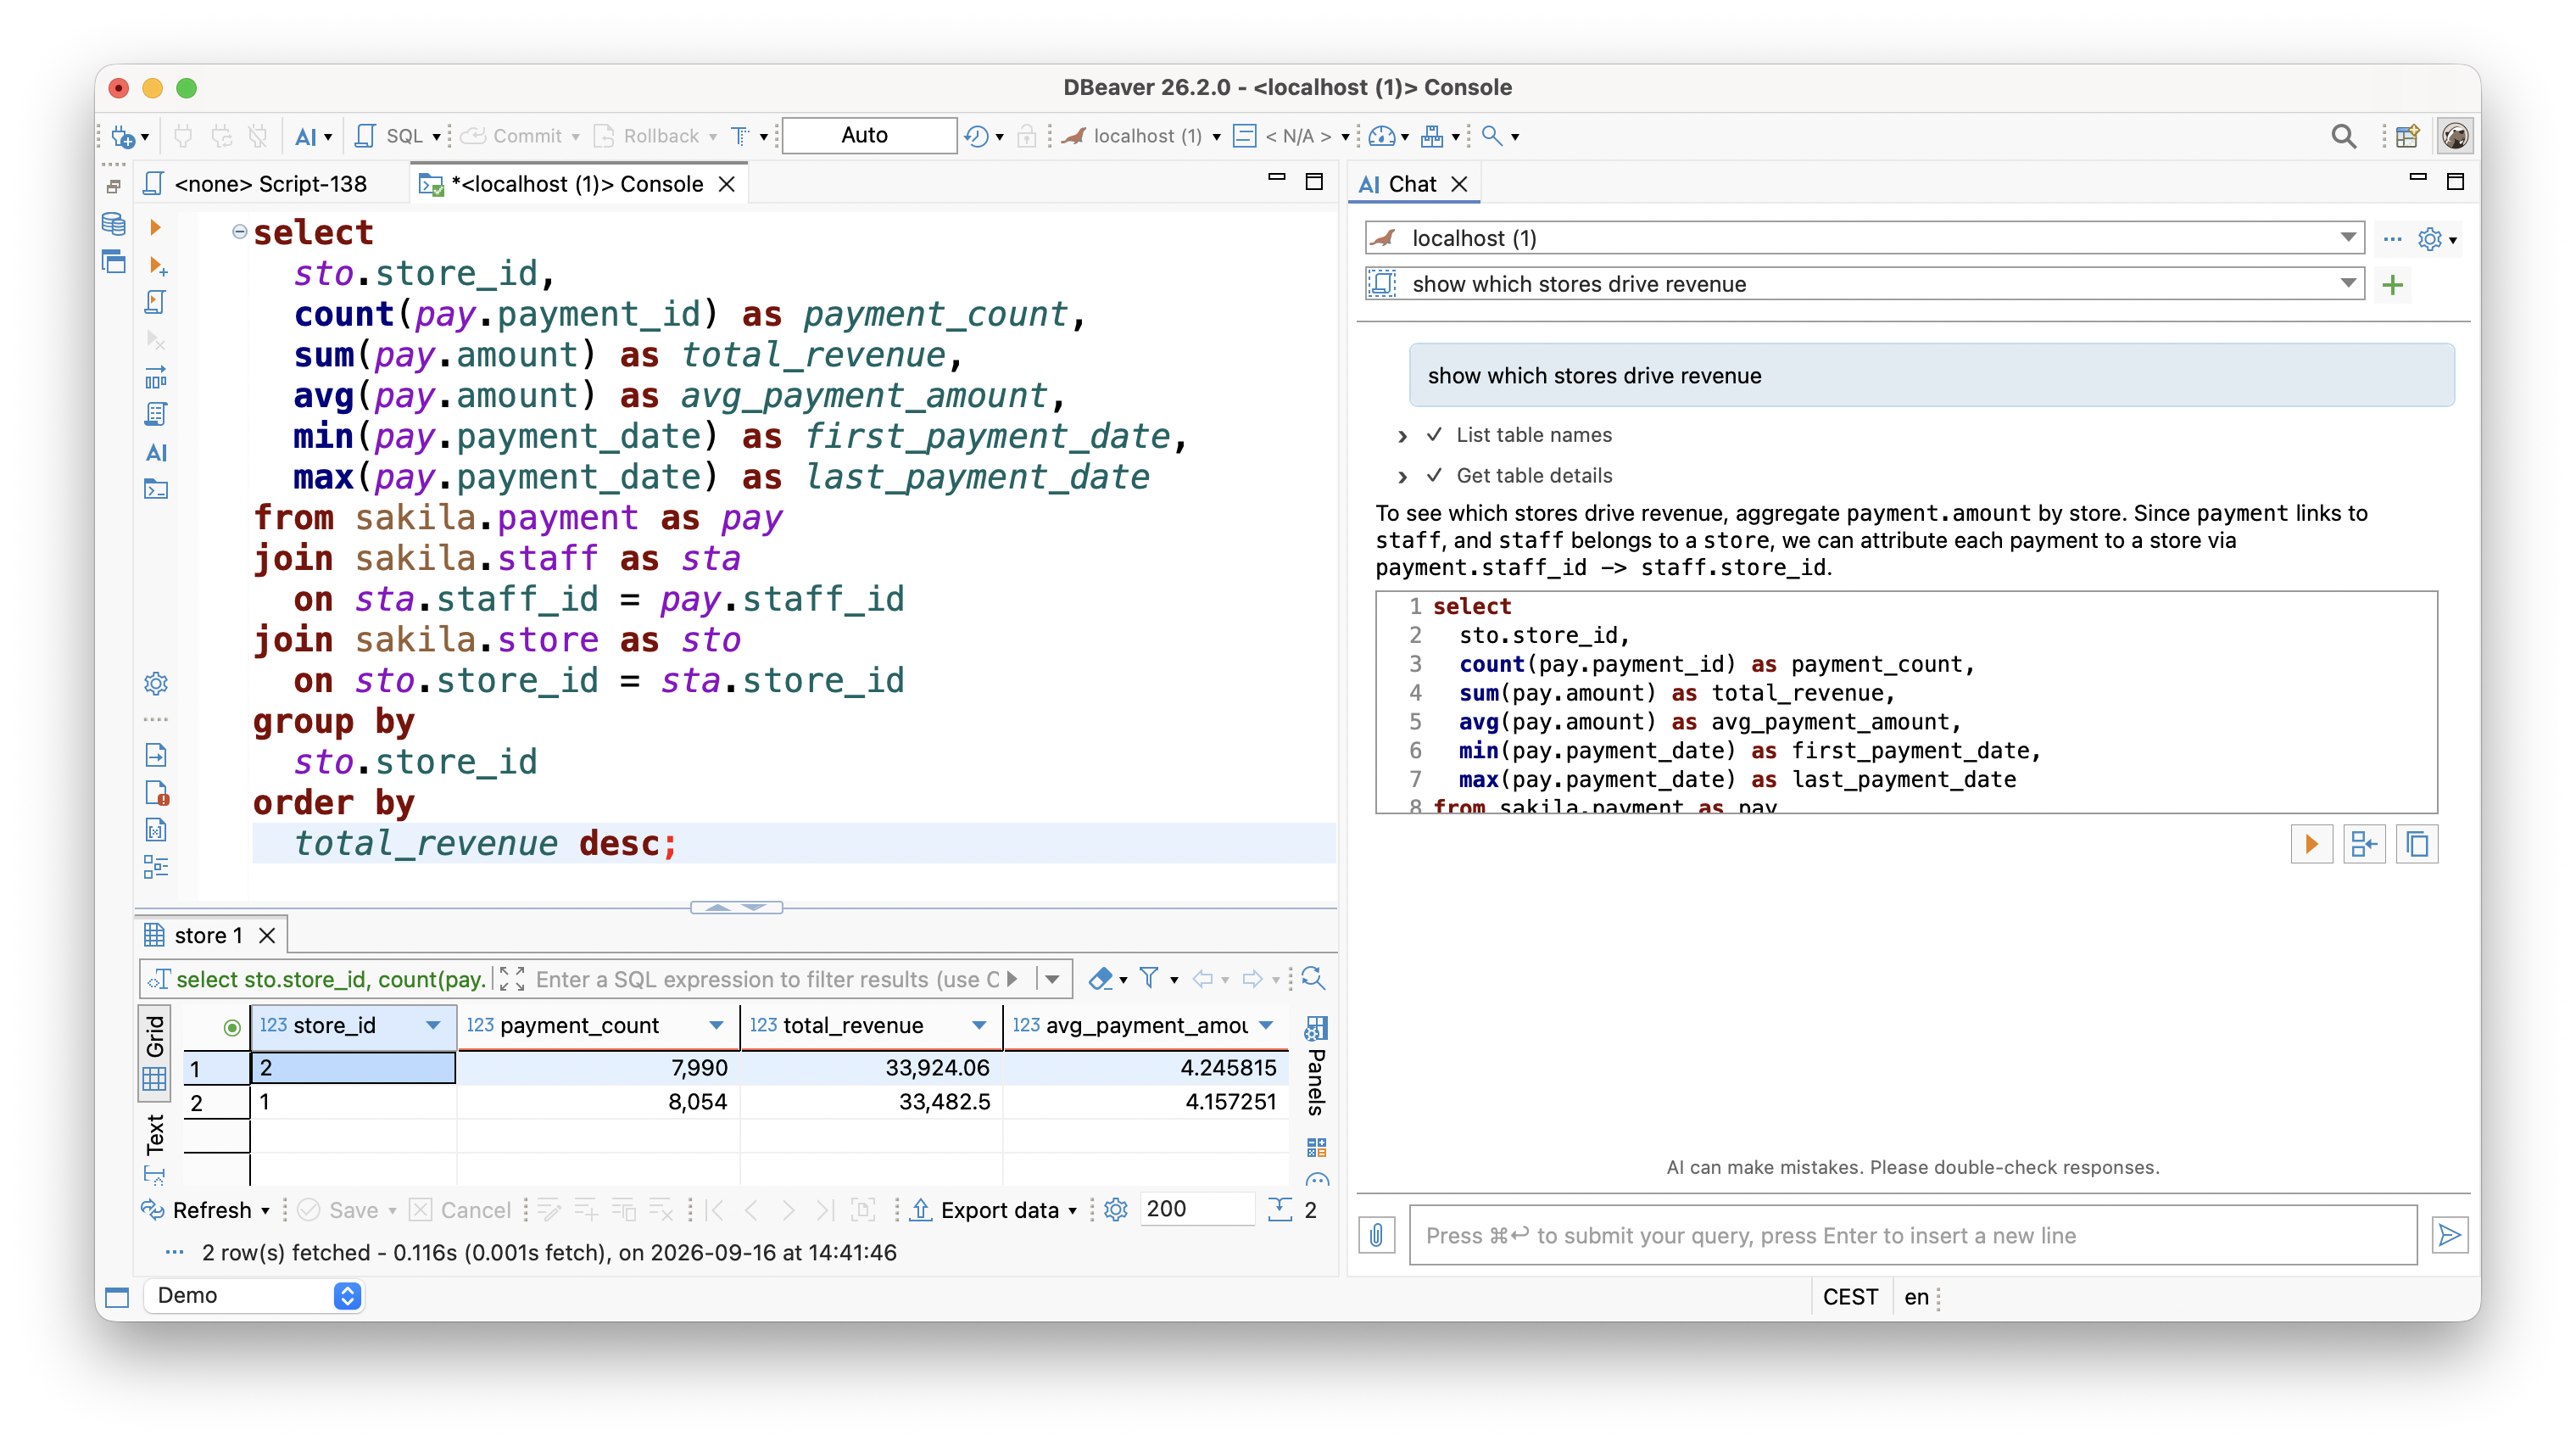 DBeaver 26.2.0 - <localhost (1)> Console
AI SQL Commit Rollback Auto localhost (1) < N/A >
<none> Script-138
*<localhost (1)> Console
select
sto.store_id,
count(pay.payment_id) as payment_count,
sum(pay.amount) as total_revenue,
avg(pay.amount) as avg_payment_amount,
min(pay.payment_date) as first_payment_date,
max(pay.payment_date) as last_payment_date
from sakila.payment as pay
join sakila.staff as sta
on sta.staff_id = pay.staff_id
join sakila.store as sto
on sto.store_id = sta.store_id
group by
sto.store_id
order by
total_revenue desc;
AI
store 1
select sto.store_id, count(pay. Enter a SQL expression to filter results (use C
Grid
Text
Panels
123 store_id 123 payment_count 123 total_revenue 123 avg_payment_amou
1 2 7,990 33,924.06 4.245815
2 1 8,054 33,482.5 4.157251
Refresh Save Cancel Export data 200 2
2 row(s) fetched - 0.116s (0.001s fetch), on 2026-09-16 at 14:41:46
AI Chat
localhost (1)
show which stores drive revenue
show which stores drive revenue
List table names
Get table details
To see which stores drive revenue, aggregate payment.amount by store. Since payment links to
staff, and staff belongs to a store, we can attribute each payment to a store via
payment.staff_id -> staff.store_id.
1 select
2 sto.store_id,
3 count(pay.payment_id) as payment_count,
4 sum(pay.amount) as total_revenue,
5 avg(pay.amount) as avg_payment_amount,
6 min(pay.payment_date) as first_payment_date,
7 max(pay.payment_date) as last_payment_date
8 from sakila.payment as pay
AI can make mistakes. Please double-check responses.
Press ⌘↩ to submit your query, press Enter to insert a new line
Demo
CEST en